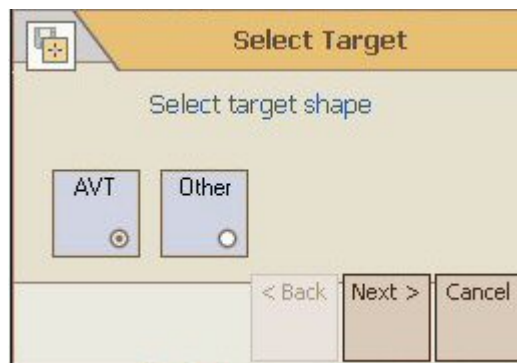 Select Target
Select target shape
AVT Other
< Back Next > Cancel